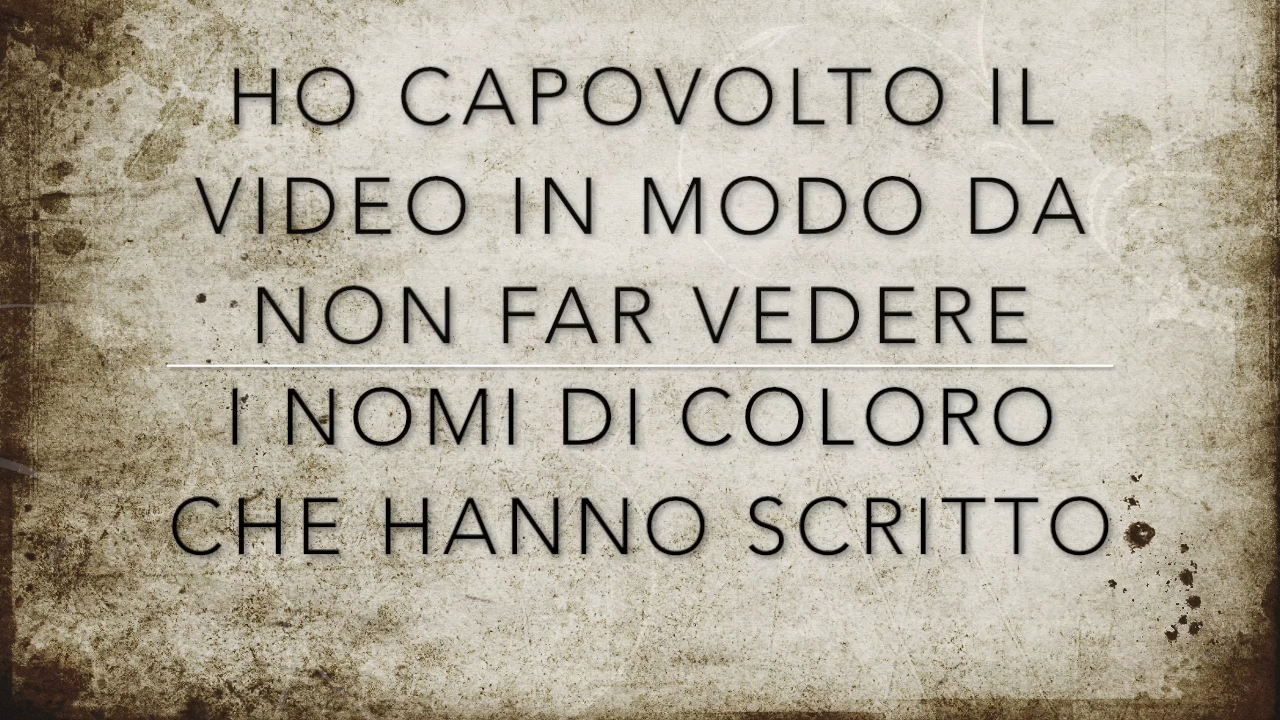 HO CAPOVOLTO IL
VIDEO IN MODO DA
NON FAR VEDERE
I NOMI DI COLORO
CHE HANNO SCRITTO